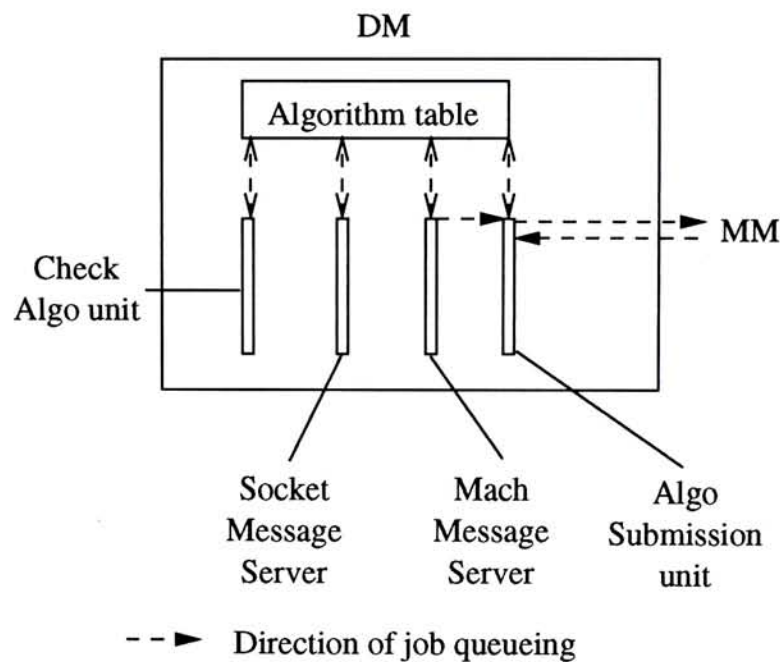 DM
Algorithm table
MM
Check
Algo unit
Socket
Message
Server
Mach
Message
Server
Algo
Submission
unit
Direction of job queueing